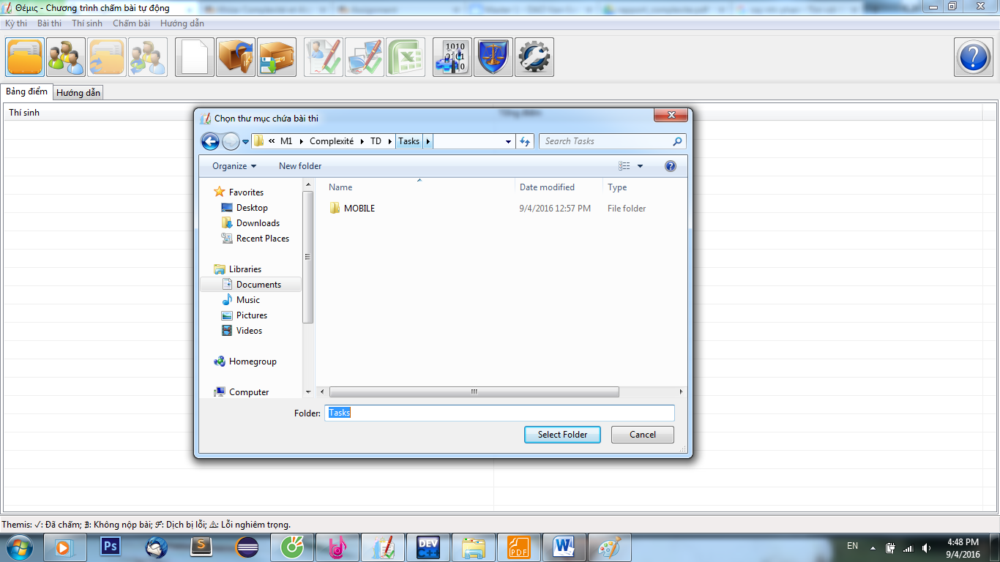 Θέμις - Chương trình chấm bài tự động
Kỳ thi Bài thi Thí sinh Chấm bài Hướng dẫn
1010
0101
10
Bảng điểm Hướng dẫn
Thí sinh
Tổng điểm
Chọn thư mục chứa bài thi
« M1 Complexité TD Tasks
Search Tasks
Organize New folder
Name Date modified Type
Favorites
MOBILE 9/4/2016 12:57 PM File folder
Desktop
Downloads
Recent Places
Libraries
Documents
Music
Pictures
Videos
Homegroup
Computer
Folder: Tasks
Select Folder Cancel
Themis: ✓: Đã chấm; ∄: Không nộp bài; ℱ: Dịch bị lỗi; ⚠: Lỗi nghiêm trọng.
Ps
S
DEV
C++
PDF
W
EN
4:48 PM
9/4/2016